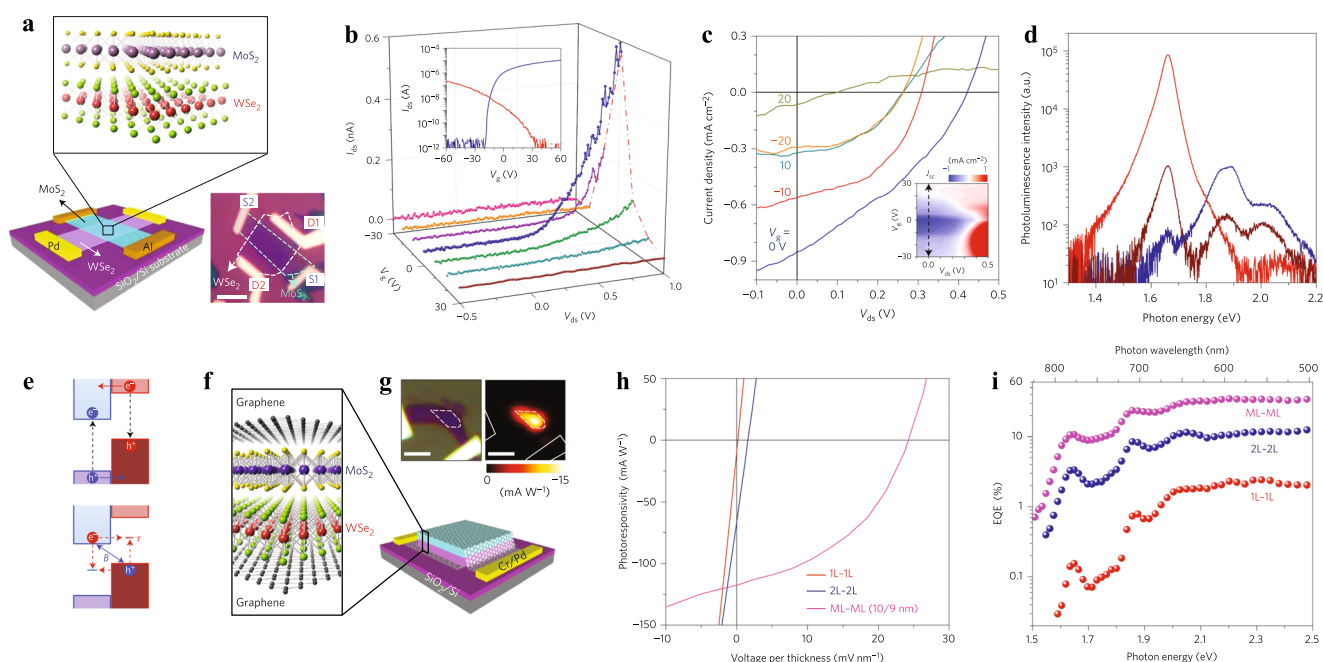 a
MoS2
WSe2
MoS2
Pd
Al
WSe2
SiO2/Si substrate
S2
D1
WSe2
D2
S1
MoS2
b
0.6
0.4
0.2
0.0
Ids (nA)
10−4
10−6
10−8
10−10
10−12
Ids (A)
−60
−30
0
30
60
Vg (V)
−30
0
30
Vg (V)
−0.5
0.0
0.5
1.0
Vds (V)
c
0.3
0.0
−0.3
−0.6
−0.9
Current density (mA cm−2)
20
−20
10
−10
Vg =
0 V
(mA cm−2)
−1 1
Jsc
30
0
−30
Vg (V)
0.0 0.5
Vds (V)
−0.1 0.0 0.1 0.2 0.3 0.4 0.5
Vds (V)
d
105
104
103
102
101
Photoluminescence intensity (a.u.)
1.4 1.6 1.8 2.0 2.2
Photon energy (eV)
e
e−
e−
h+
h+
e−
τ
B
h+
f
Graphene
MoS2
WSe2
Graphene
Cr/Pd
SiO2/Si
g
0 −15
(mA W−1)
h
50
0
−50
−100
−150
Photoresponsivity (mA W−1)
1L–1L
2L–2L
ML–ML (10/9 nm)
−10 0 10 20 30
Voltage per thickness (mV nm−1)
i
Photon wavelength (nm)
800 700 600 500
60
10
1
0.1
EQE (%)
ML–ML
2L–2L
1L–1L
1.5 1.7 1.9 2.1 2.3 2.5
Photon energy (eV)